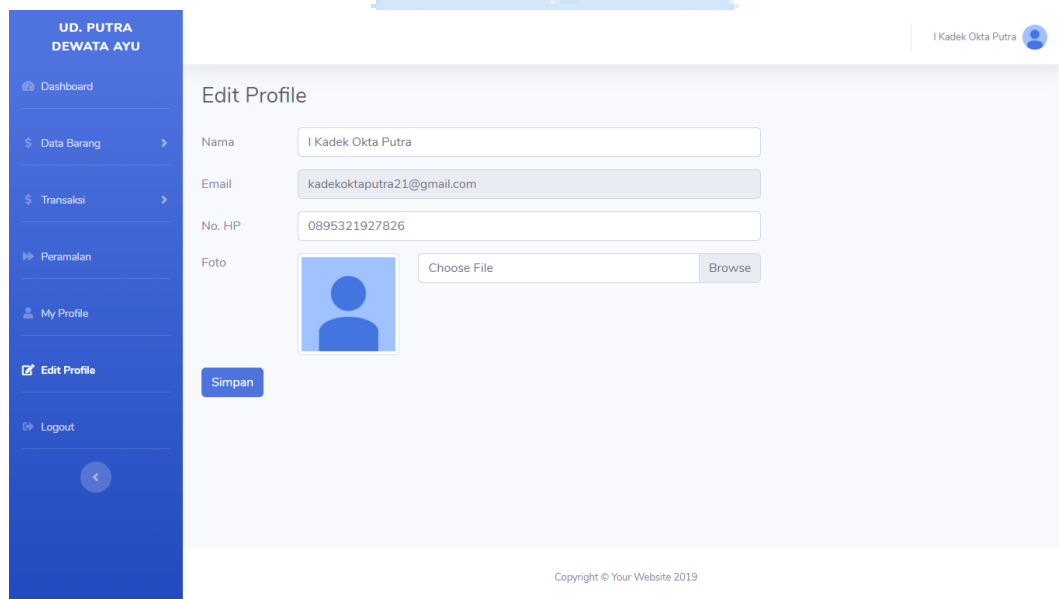 UD. PUTRA
DEWATA AYU
I Kadek Okta Putra
Dashboard
Data Barang
Transaksi
Peramalan
My Profile
Edit Profile
Logout
Edit Profile
Nama I Kadek Okta Putra
Email kadekoktaputra21@gmail.com
No. HP 0895321927826
Foto Choose File Browse
Simpan
Copyright © Your Website 2019